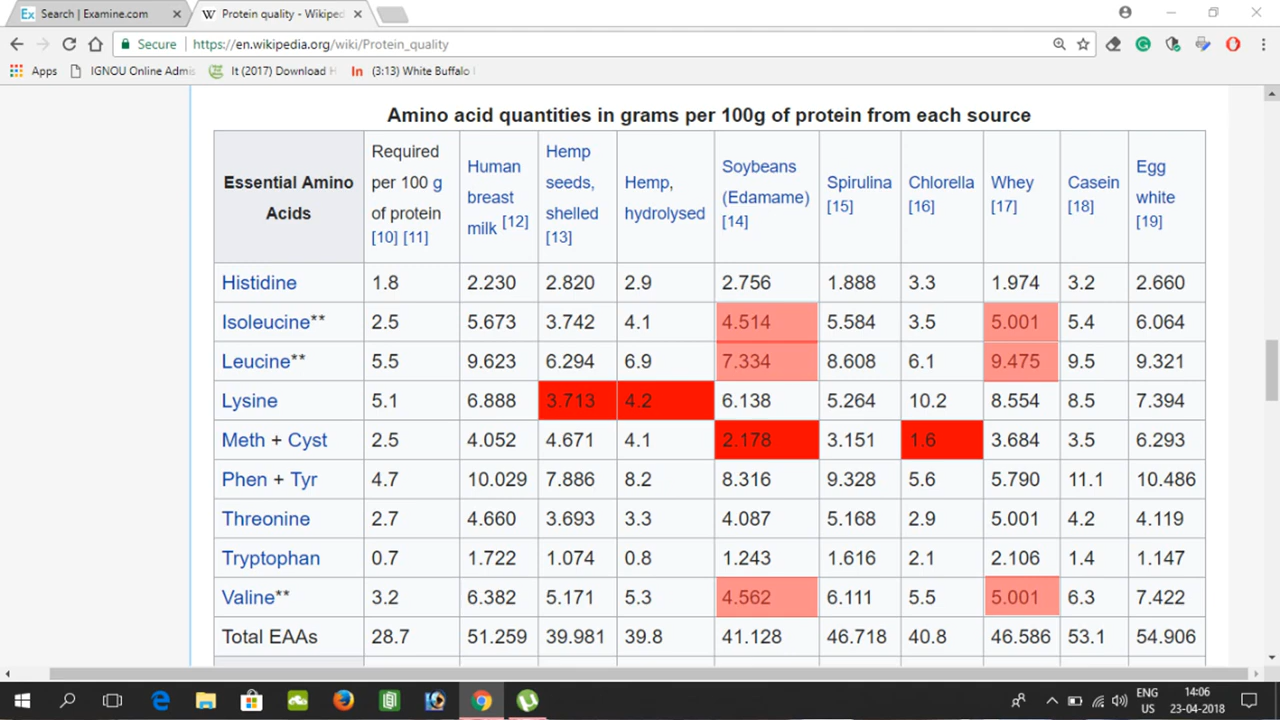 Search | Examine.com
Protein quality - Wikiped
Secure https://en.wikipedia.org/wiki/Protein_quality
Apps IGNOU Online Admis It (2017) Download H (3:13) White Buffalo
Amino acid quantities in grams per 100g of protein from each source
Essential Amino Acids
Required per 100 g of protein [10] [11]
Human breast milk [12]
Hemp seeds, shelled [13]
Hemp, hydrolysed
Soybeans (Edamame) [14]
Spirulina [15]
Chlorella [16]
Whey [17]
Casein [18]
Egg white [19]
Histidine 1.8 2.230 2.820 2.9 2.756 1.888 3.3 1.974 3.2 2.660
Isoleucine** 2.5 5.673 3.742 4.1 4.514 5.584 3.5 5.001 5.4 6.064
Leucine** 5.5 9.623 6.294 6.9 7.334 8.608 6.1 9.475 9.5 9.321
Lysine 5.1 6.888 3.713 4.2 6.138 5.264 10.2 8.554 8.5 7.394
Meth + Cyst 2.5 4.052 4.671 4.1 2.178 3.151 1.6 3.684 3.5 6.293
Phen + Tyr 4.7 10.029 7.886 8.2 8.316 9.328 5.6 5.790 11.1 10.486
Threonine 2.7 4.660 3.693 3.3 4.087 5.168 2.9 5.001 4.2 4.119
Tryptophan 0.7 1.722 1.074 0.8 1.243 1.616 2.1 2.106 1.4 1.147
Valine** 3.2 6.382 5.171 5.3 4.562 6.111 5.5 5.001 6.3 7.422
Total EAAs 28.7 51.259 39.981 39.8 41.128 46.718 40.8 46.586 53.1 54.906
ENG 14:06
US 23-04-2018